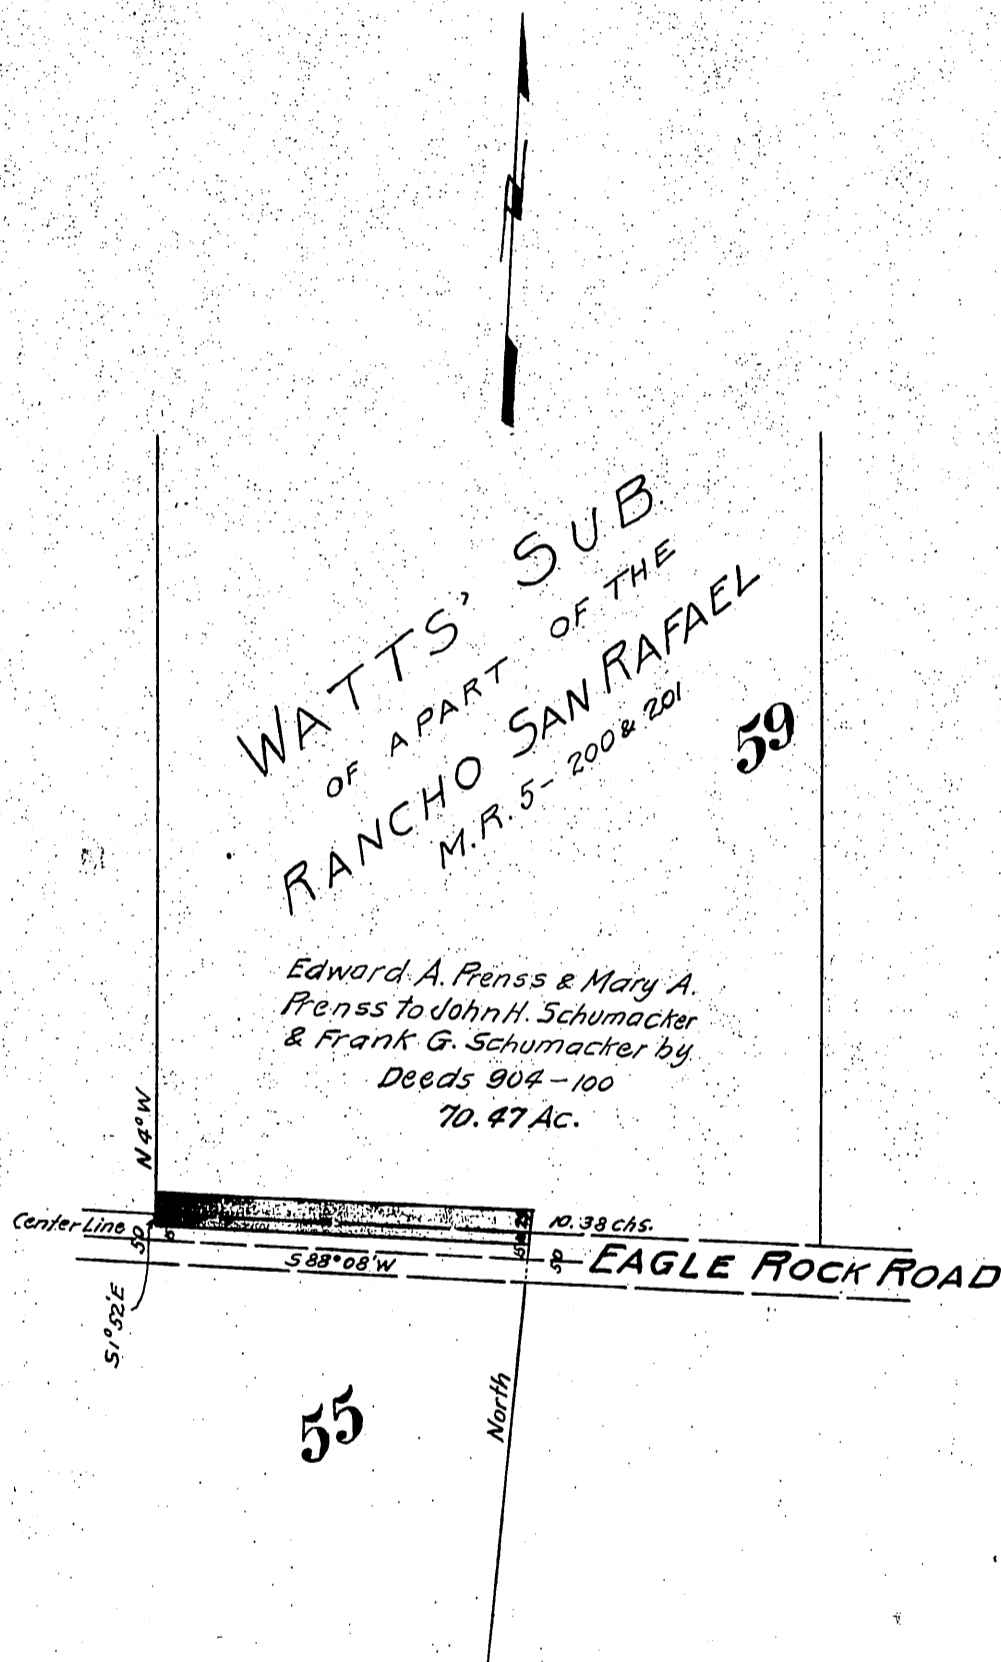 WATTS' SUB.
OF A PART OF THE
RANCHO SAN RAFAEL
M.R. 5 - 200 & 201
59
Edward A. Prenss & Mary A.
Prenss to John H. Schumacker
& Frank G. Schumacker by
Deeds 904 - 100
70.47 Ac.
N 4° W
Center Line
50
10.38 chs.
S 88° 08' W
50
EAGLE ROCK ROAD
S 1° 52' E
North
55